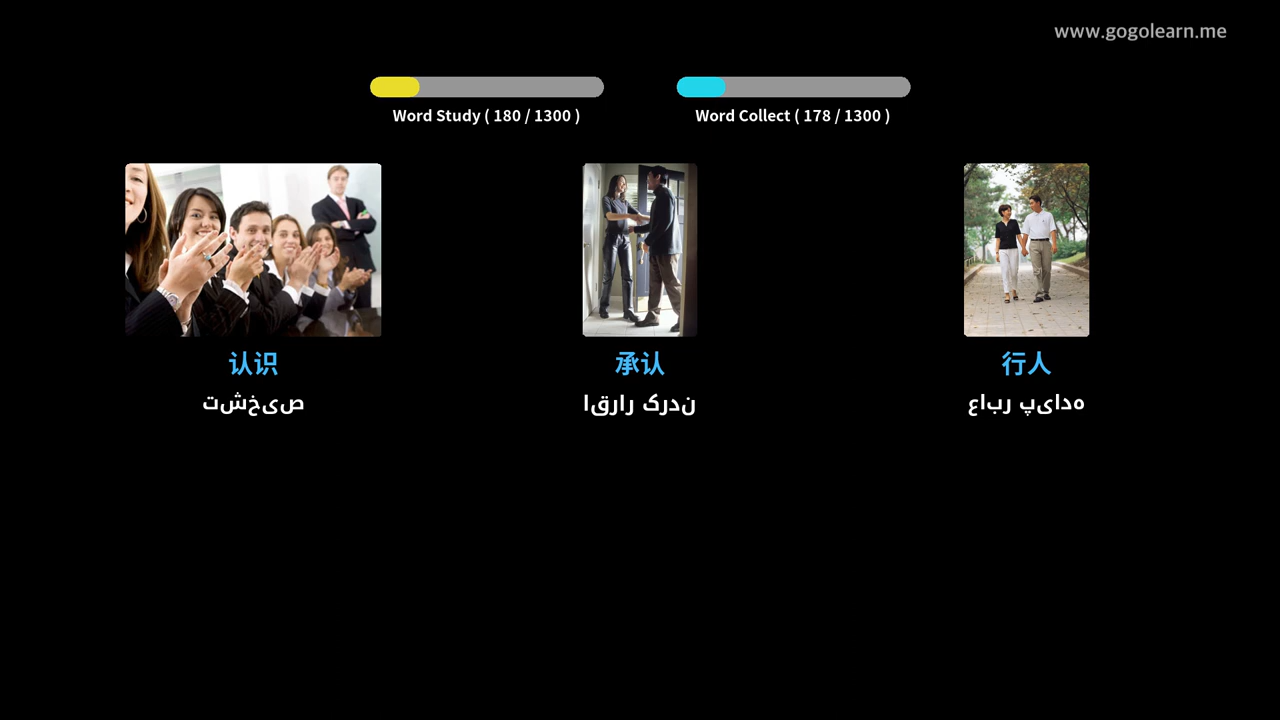 www.gogolearn.me
Word Study ( 180 / 1300 )
Word Collect ( 178 / 1300 )
认识
صیخشت
承认
ندرک رارقا
行人
هدایپ رباع